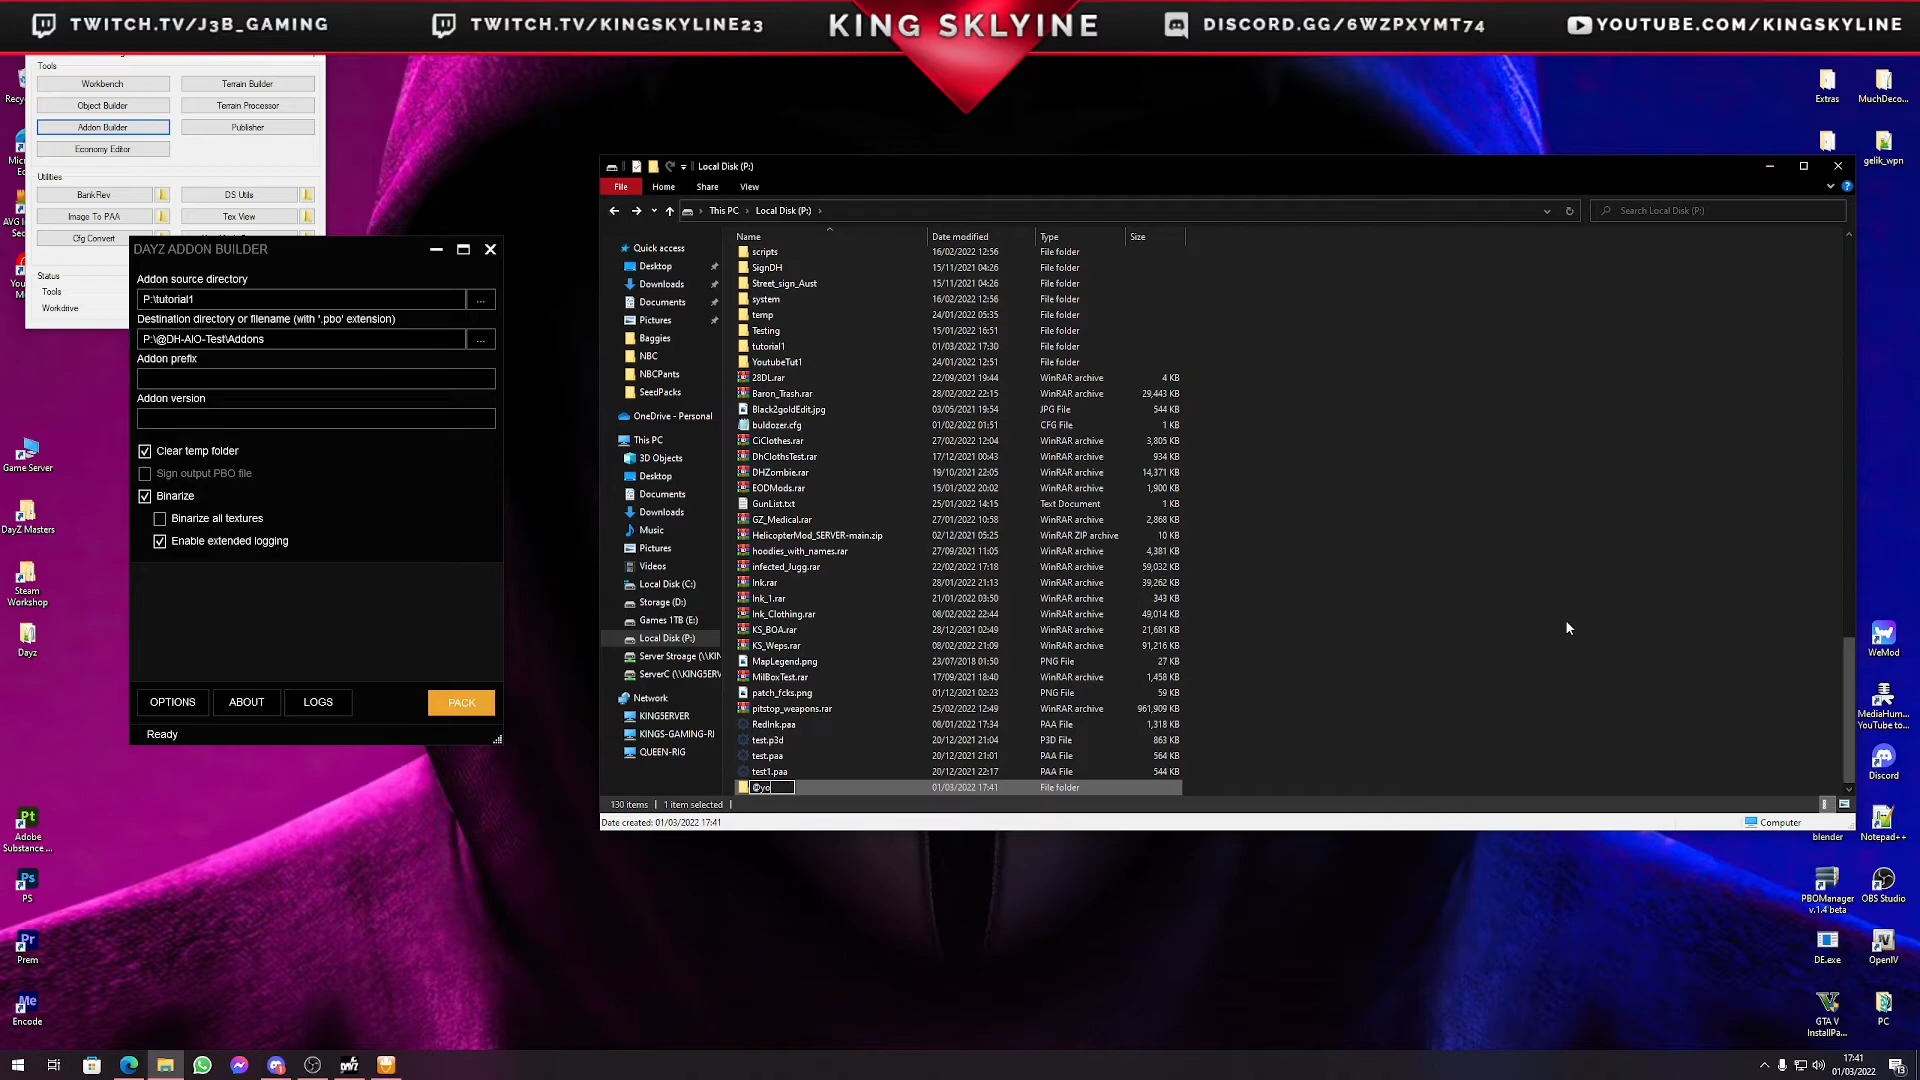 TWITCH.TV/J3B_GAMING
TWITCH.TV/KINGSKYLINE23
KING SKLYINE
DISCORD.GG/6WZPXYMT74
YOUTUBE.COM/KINGSKYLINE
Tools
Workbench
Terrain Builder
Object Builder
Terrain Processor
Addon Builder
Publisher
Economy Editor
Utilities
BankRev
DS Utils
Image To PAA
Tex View
Cfg Convert
Status
Tools
Workdrive
DAYZ ADDON BUILDER
Addon source directory
P:\tutorial1
...
Destination directory or filename (with '.pbo' extension)
P:\@DH-AIO-Test\Addons
...
Addon prefix
Addon version
Clear temp folder
Sign output PBO file
Binarize
Binarize all textures
Enable extended logging
OPTIONS
ABOUT
LOGS
PACK
Ready
Local Disk (P:)
File
Home
Share
View
This PC
Local Disk (P:)
Search Local Disk (P:)
Quick access
Desktop
Downloads
Documents
Pictures
Baggies
NBC
NBCPants
SeedPacks
OneDrive - Personal
This PC
3D Objects
Desktop
Documents
Downloads
Music
Pictures
Videos
Local Disk (C:)
Storage (D:)
Games 1TB (E:)
Local Disk (P:)
Server Stroage (\\KIN
ServerC (\\KING5ERV
Network
KING5ERVER
KINGS-GAMING-RI
QUEEN-RIG
Name Date modified Type Size
scripts 16/02/2022 12:56 File folder
SignDH 15/11/2021 04:26 File folder
Street_sign_Aust 15/11/2021 04:26 File folder
system 16/02/2022 12:56 File folder
temp 24/01/2022 05:35 File folder
Testing 15/01/2022 16:51 File folder
tutorial1 01/03/2022 17:30 File folder
YoutubeTut1 24/01/2022 12:51 File folder
28DL.rar 22/09/2021 19:44 WinRAR archive 4 KB
Baron_Trash.rar 28/02/2022 22:15 WinRAR archive 29,443 KB
Black2goldEdit.jpg 03/05/2021 19:54 JPG File 544 KB
buldozer.cfg 01/02/2022 01:51 CFG File 1 KB
CiClothes.rar 27/02/2022 12:04 WinRAR archive 3,805 KB
DhClothsTest.rar 17/12/2021 00:43 WinRAR archive 934 KB
DHZombie.rar 19/10/2021 22:05 WinRAR archive 14,371 KB
EODMods.rar 15/01/2022 20:02 WinRAR archive 1,900 KB
GunList.txt 25/01/2022 14:15 Text Document 1 KB
GZ_Medical.rar 27/01/2022 10:58 WinRAR archive 2,868 KB
HelicopterMod_SERVER-main.zip 02/12/2021 05:25 WinRAR ZIP archive 10 KB
hoodies_with_names.rar 27/09/2021 11:05 WinRAR archive 4,381 KB
infected_Jugg.rar 22/02/2022 17:18 WinRAR archive 59,032 KB
Ink.rar 28/01/2022 21:13 WinRAR archive 39,262 KB
Ink_1.rar 21/01/2022 03:50 WinRAR archive 343 KB
Ink_Clothing.rar 08/02/2022 22:44 WinRAR archive 49,014 KB
KS_BOA.rar 28/12/2021 02:49 WinRAR archive 21,681 KB
KS_Weps.rar 08/02/2022 21:09 WinRAR archive 91,216 KB
MapLegend.png 23/07/2018 01:50 PNG File 27 KB
MilBoxTest.rar 17/09/2021 18:40 WinRAR archive 1,458 KB
patch_fcks.png 01/12/2021 02:23 PNG File 59 KB
pitstop_weapons.rar 25/02/2022 12:49 WinRAR archive 961,909 KB
RedInk.paa 08/01/2022 17:34 PAA File 1,318 KB
test.p3d 20/12/2021 21:04 P3D File 863 KB
test.paa 20/12/2021 21:01 PAA File 564 KB
test1.paa 20/12/2021 22:17 PAA File 544 KB
@yo 01/03/2022 17:41 File folder
130 items
1 item selected
Date created: 01/03/2022 17:41
Computer
Game Server
DayZ Masters
Steam
Workshop
Dayz
Adobe
Substance ...
PS
Prem
Encode
Extras
MuchDeco...
gelik_wpn
WeMod
MediaHum...
YouTube to...
Discord
blender
Notepad++
PBOManager
v.1.4 beta
OBS Studio
DE.exe
OpenIV
GTA V
InstallPa...
PC
17:41
01/03/2022